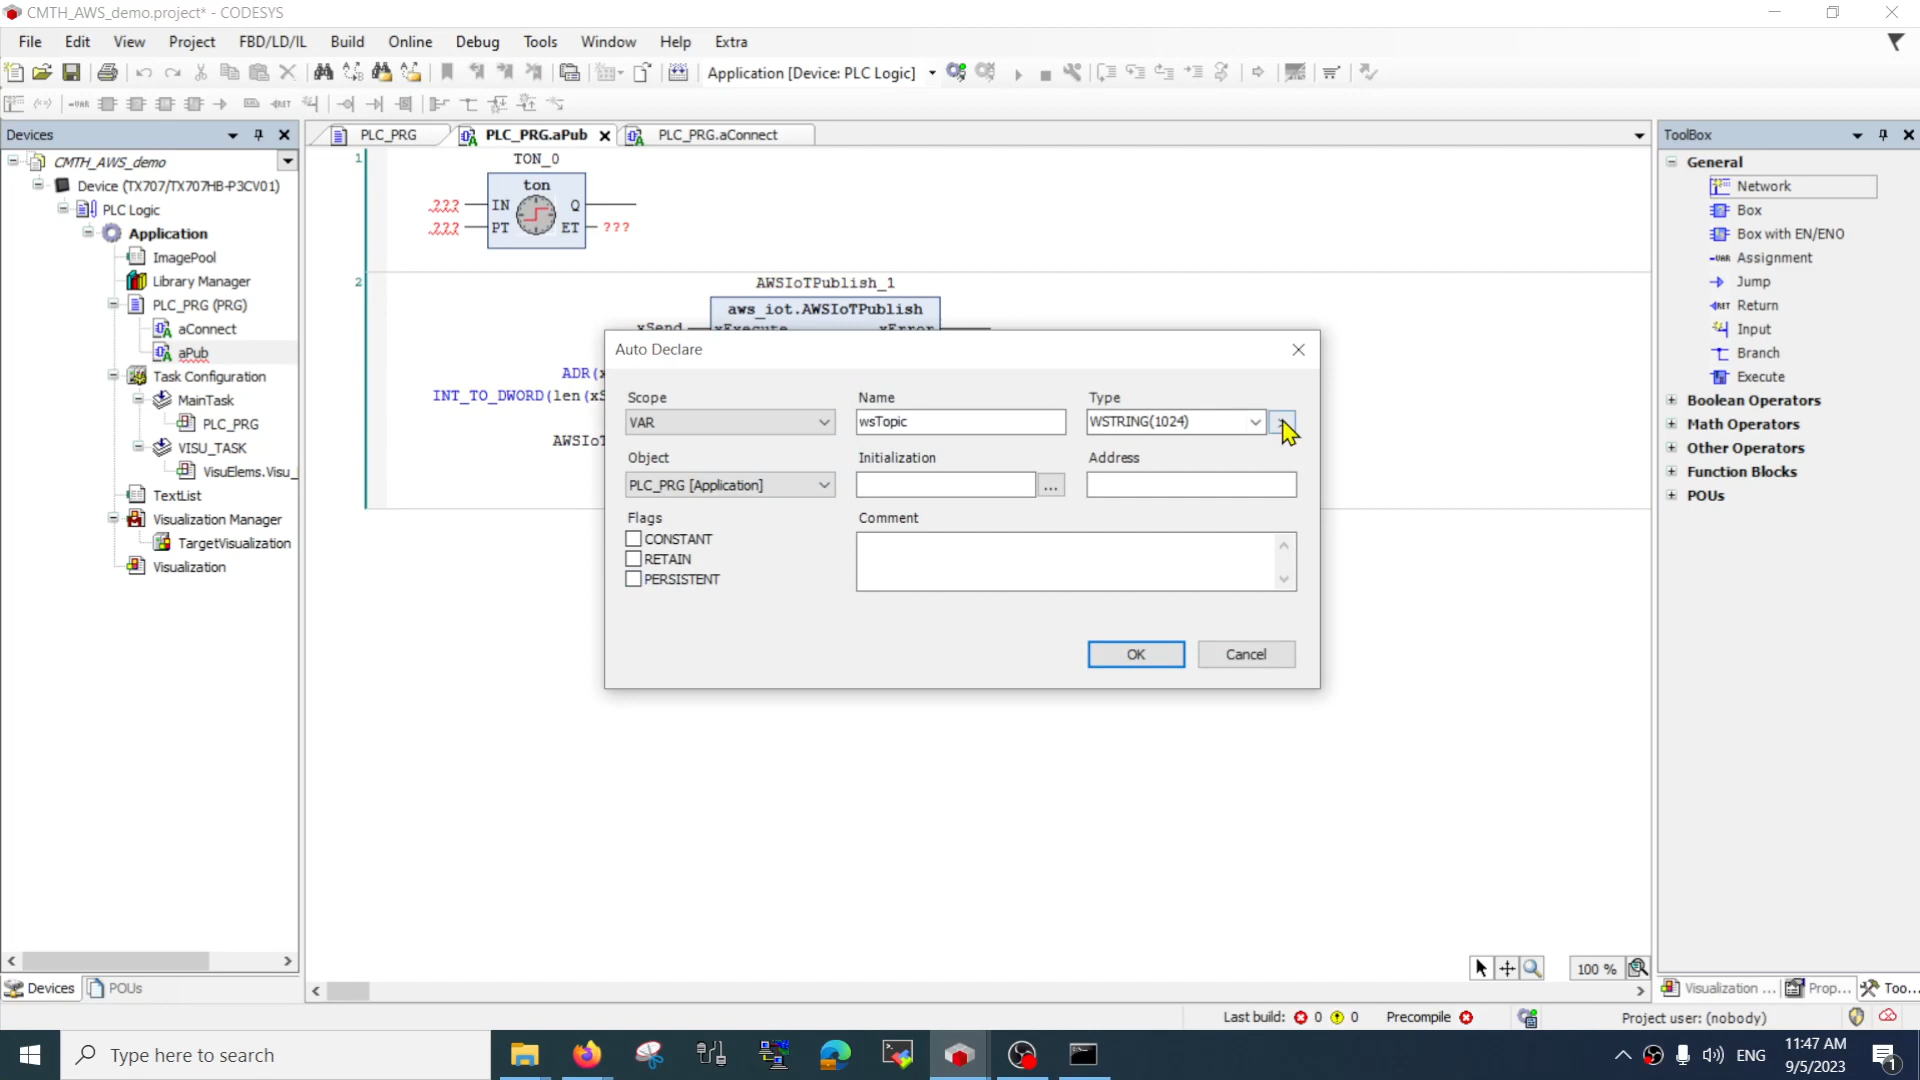 CMTH_AWS_demo.project* - CODESYS
File Edit View Project FBD/LD/IL Build Online Debug Tools Window Help Extra
Application [Device: PLC Logic]
Devices
PLC_PRG PLC_PRG.aPub PLC_PRG.aConnect
ToolBox
CMTH_AWS_demo
Device (TX707/TX707HB-P3CV01)
PLC Logic
Application
ImagePool
Library Manager
PLC_PRG (PRG)
aConnect
aPub
Task Configuration
MainTask
PLC_PRG
VISU_TASK
VisuElems.Visu_
TextList
Visualization Manager
TargetVisualization
Visualization
1
TON_0
ton
??? IN Q
??? PT ET ???
2
AWSIoTPublish_1
aws_iot.AWSIoTPublish
xSend xExecute xError
ADR(x
INT_TO_DWORD(len(xS
AWSIoT
Auto Declare
Scope Name Type
VAR wsTopic WSTRING(1024)
Object Initialization Address
PLC_PRG [Application] ...
Flags Comment
CONSTANT
RETAIN
PERSISTENT
OK Cancel
General
Network
Box
Box with EN/ENO
Assignment
Jump
Return
Input
Branch
Execute
Boolean Operators
Math Operators
Other Operators
Function Blocks
POUs
100 %
Devices POUs
Visualization ... Prop... Too...
Last build: 0 0 Precompile Project user: (nobody)
Type here to search
ENG
11:47 AM
9/5/2023
1